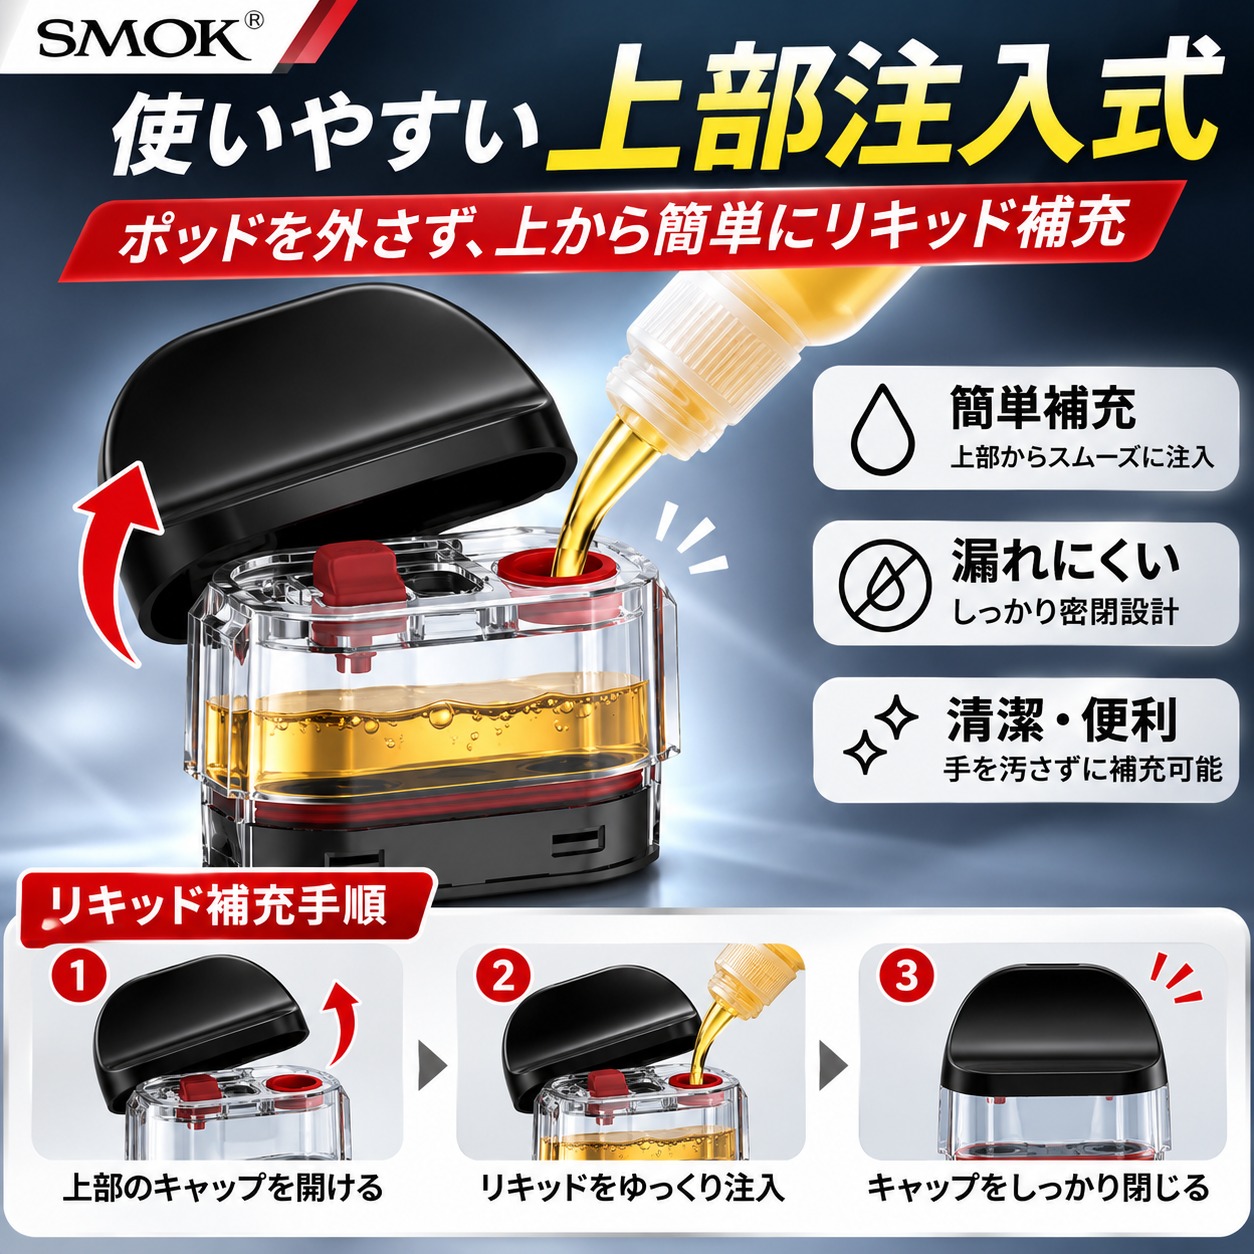 SMOK®
使いやすい 上部注入式
ポッドを外さず、上から簡単にリキッド補充
簡単補充
上部からスムーズに注入
漏れにくい
しっかり密閉設計
清潔・便利
手を汚さずに補充可能
リキッド補充手順
1
2
3
上部のキャップを開ける
リキッドをゆっくり注入
キャップをしっかり閉じる